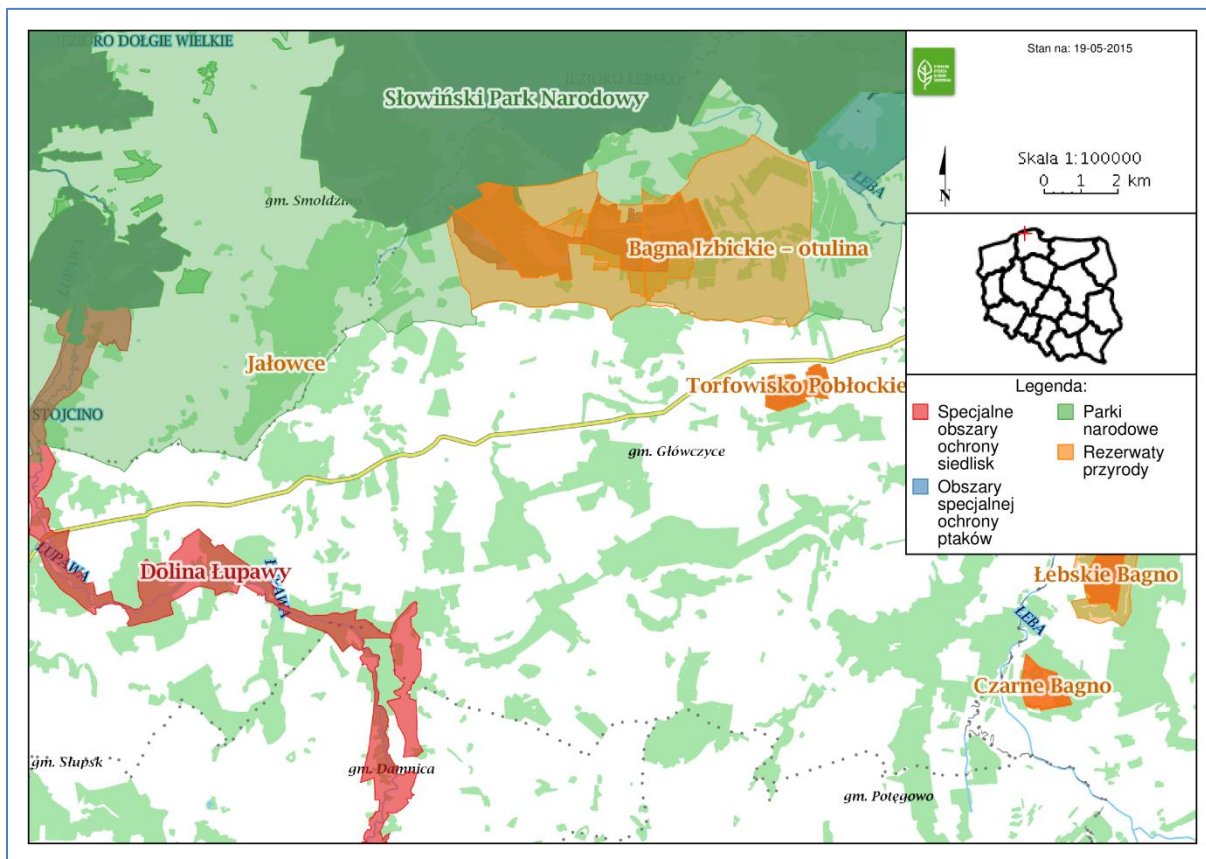 JEZIORO DOŁGIE WIELKIE
JEZIORO ŁEBSKO
Słowiński Park Narodowy
gm. Smołdzino
ŁEBA
Bagna Izbickie – otulina
ŁUPAWA
Jałowce
Torfowisko Pobłockie
STOJCINO
gm. Główczyce
ŁUPAWA
Dolina Łupawy
ŁUPAWA
Łebskie Bagno
ŁEBA
Czarne Bagno
gm. Słupsk
gm. Damnica
gm. Potęgowo
Stan na: 19-05-2015
N
Skala 1:100000
0 1 2 km
Legenda:
Specjalne
obszary
ochrony
siedlisk
Obszary
specjalnej
ochrony
ptaków
Parki
narodowe
Rezerwaty
przyrody